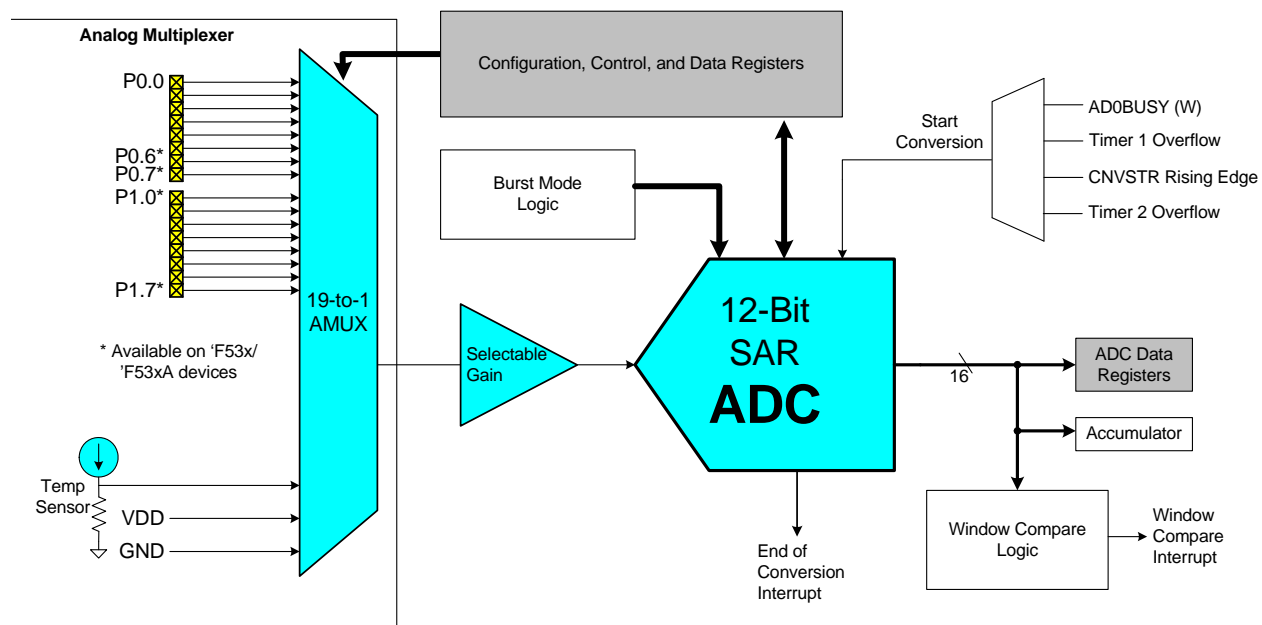 Analog Multiplexer
P0.0
P0.6*
P0.7*
P1.0*
P1.7*
19-to-1
AMUX
* Available on ‘F53x/
’F53xA devices
Temp
Sensor
VDD
GND
Configuration, Control, and Data Registers
Burst Mode
Logic
Selectable
Gain
Start
Conversion
AD0BUSY (W)
Timer 1 Overflow
CNVSTR Rising Edge
Timer 2 Overflow
12-Bit
SAR
ADC
16
ADC Data
Registers
Accumulator
Window Compare
Logic
Window
Compare
Interrupt
End of
Conversion
Interrupt